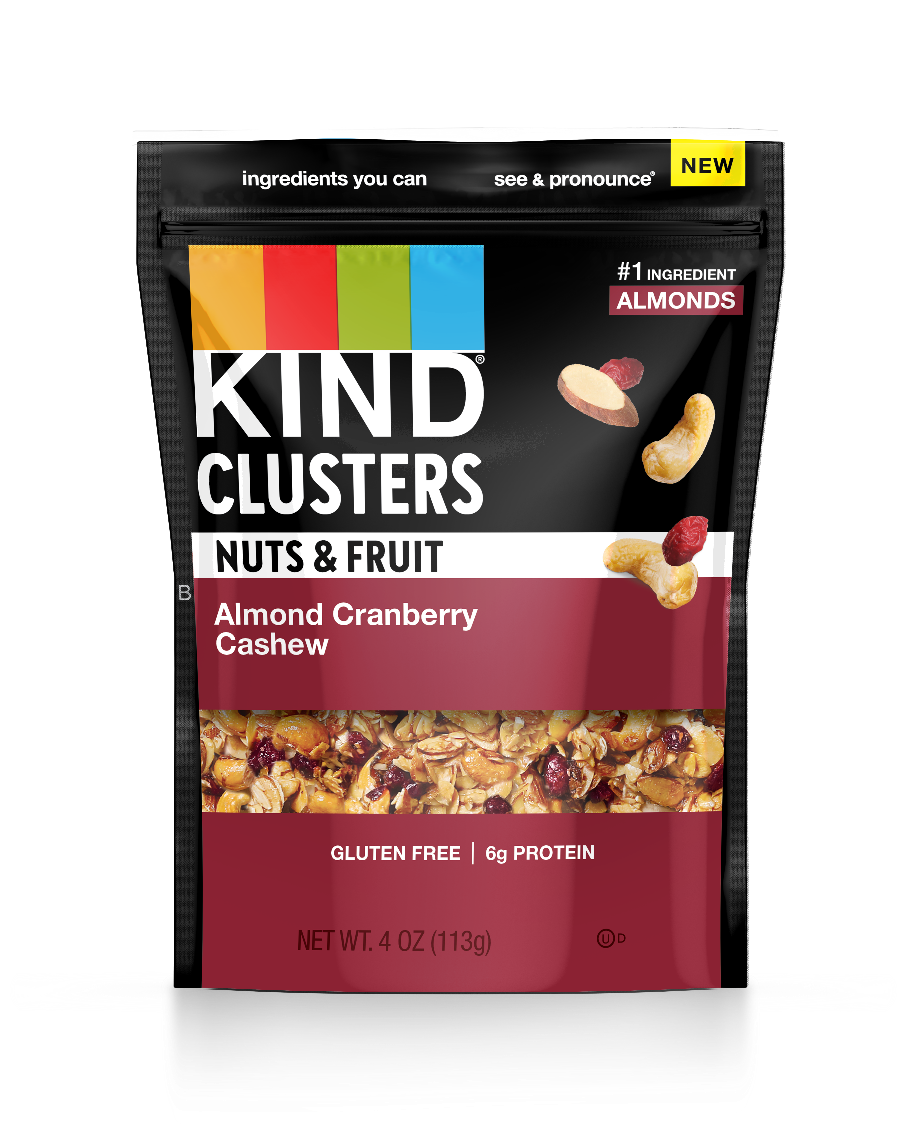 ingredients you can see & pronounce®
NEW
#1 INGREDIENT
ALMONDS
KIND®
CLUSTERS
NUTS & FRUIT
B
Almond Cranberry
Cashew
GLUTEN FREE | 6g PROTEIN
NET WT. 4 OZ (113g)
U D